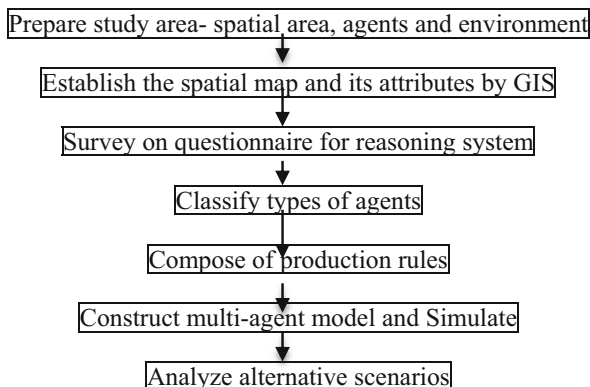 Prepare study area- spatial area, agents and environment
Establish the spatial map and its attributes by GIS
Survey on questionnaire for reasoning system
Classify types of agents
Compose of production rules
Construct multi-agent model and Simulate
Analyze alternative scenarios